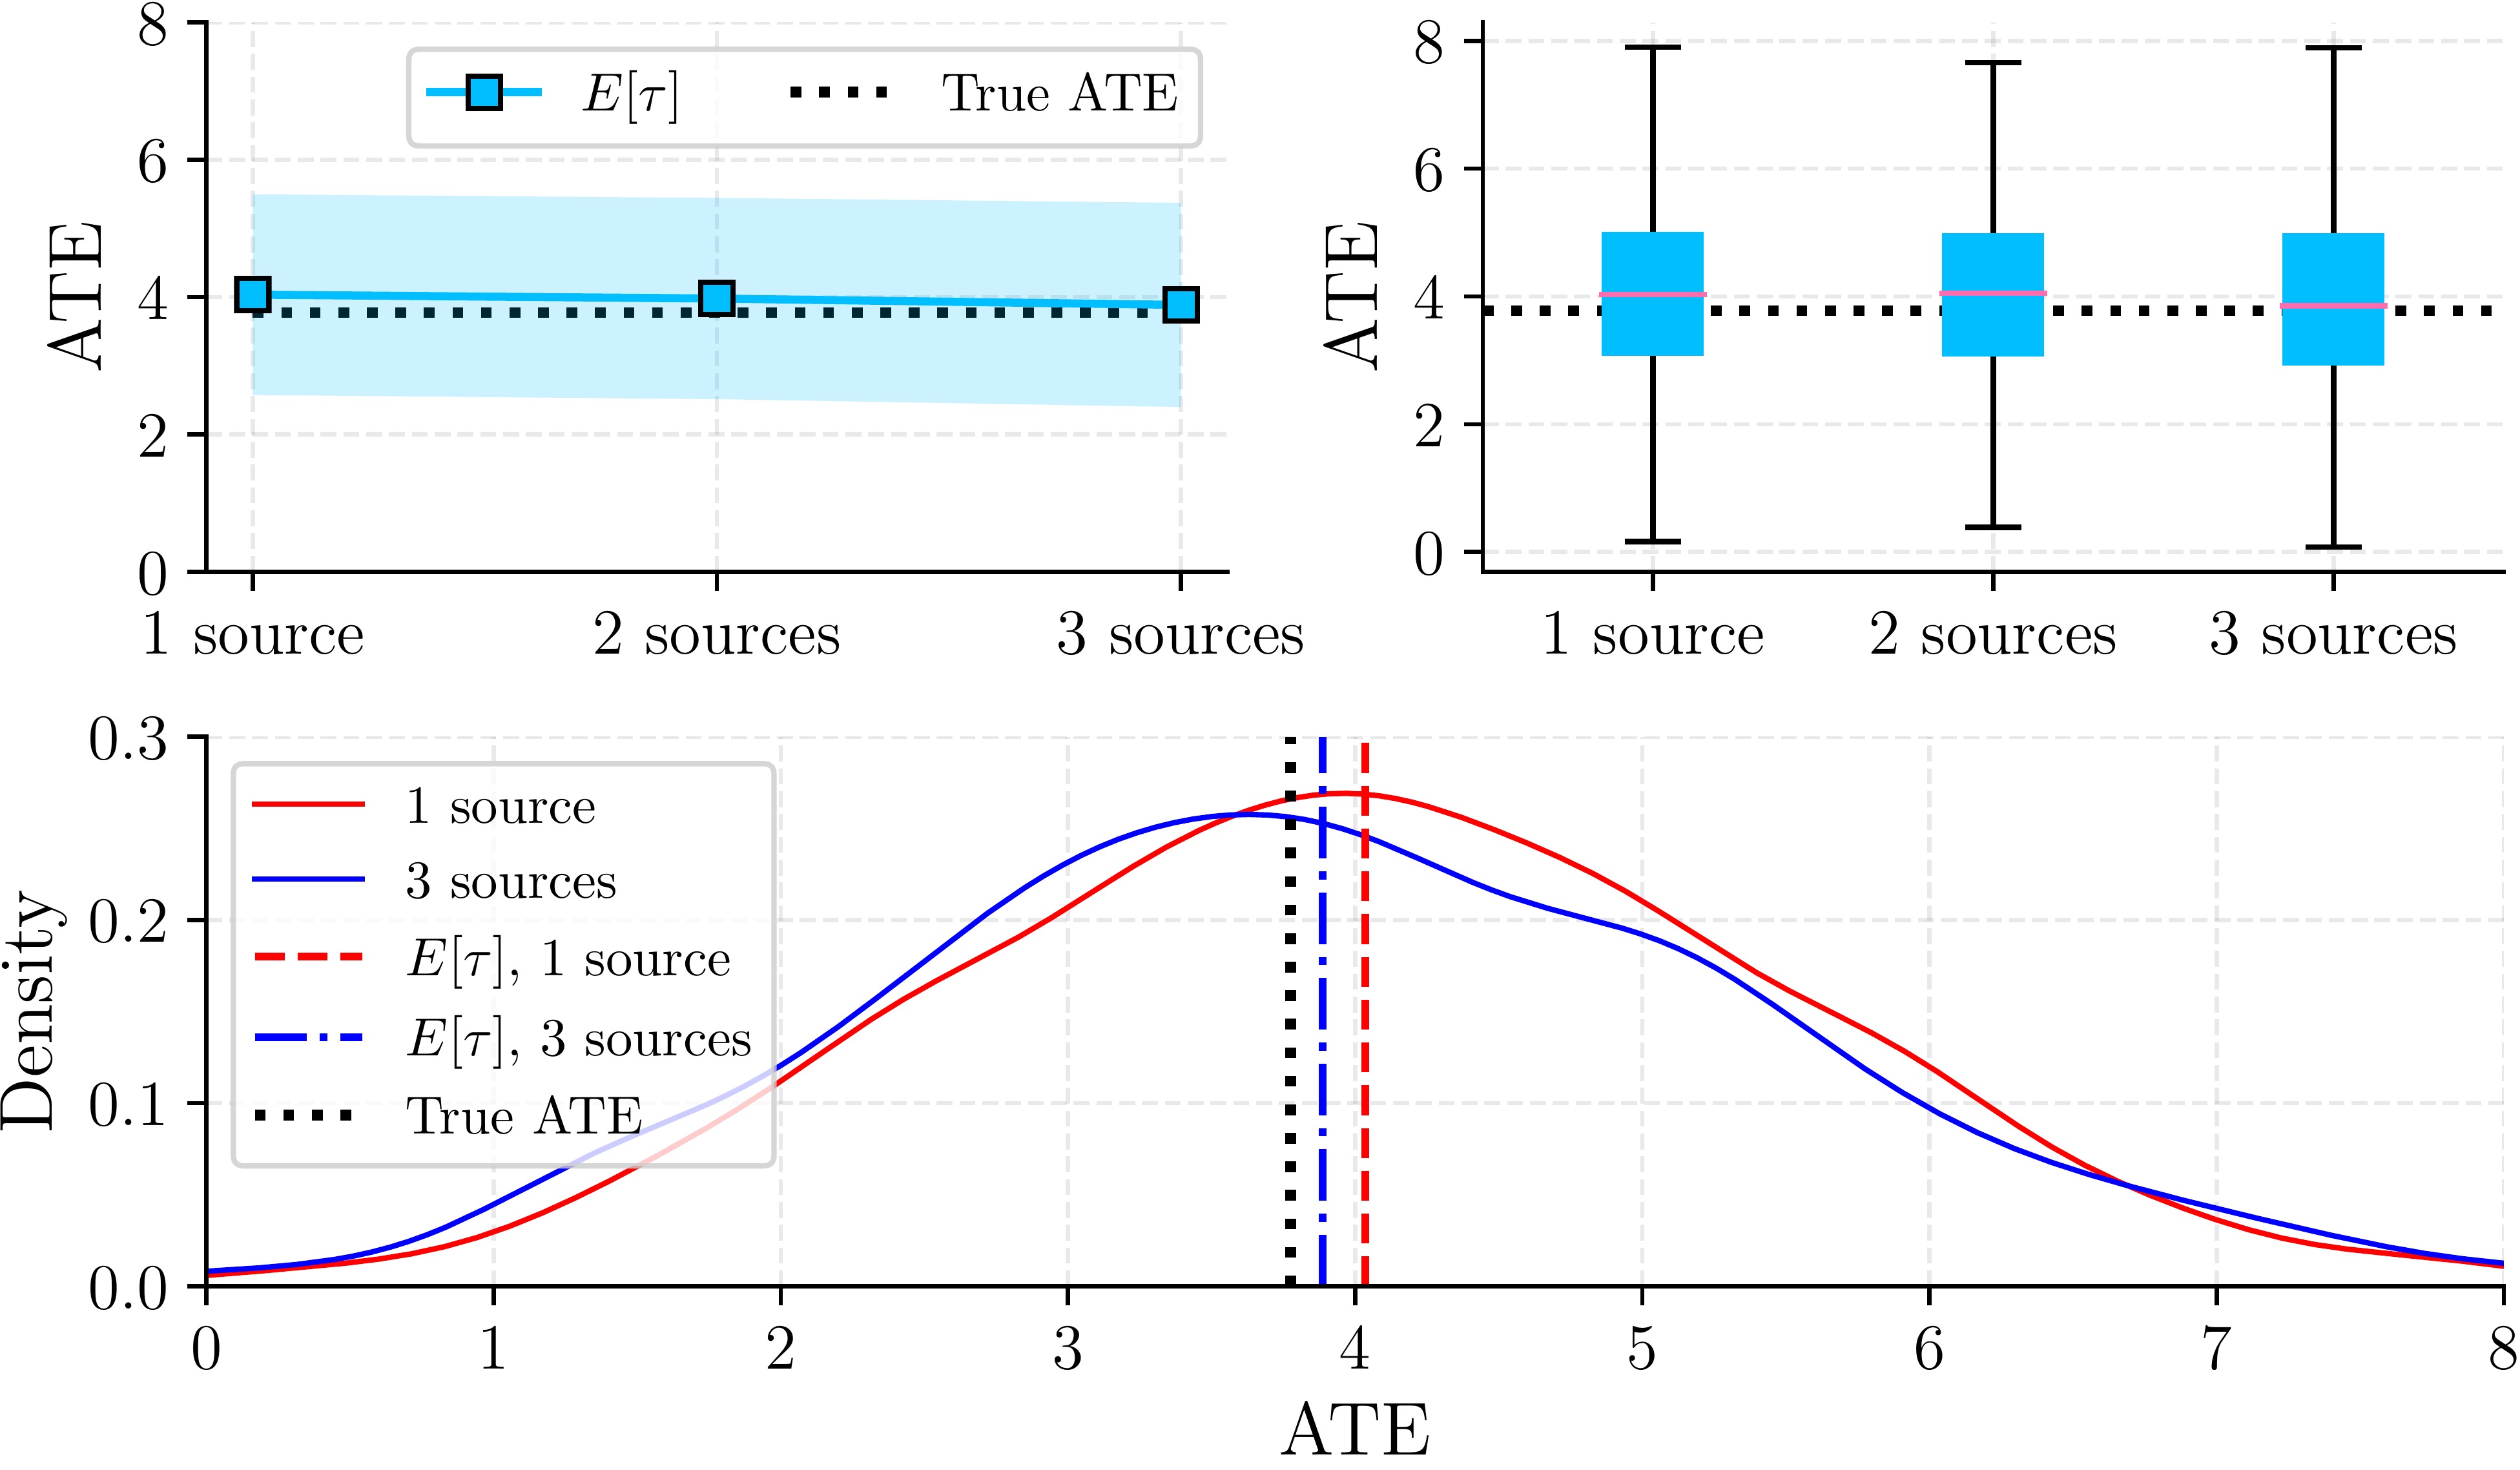 8
6
4
2
0
ATE
E[τ]
True ATE
1 source
2 sources
3 sources
8
6
4
2
0
ATE
1 source
2 sources
3 sources
0.3
0.2
0.1
0.0
Density
1 source
3 sources
E[τ], 1 source
E[τ], 3 sources
True ATE
0
1
2
3
4
5
6
7
8
ATE